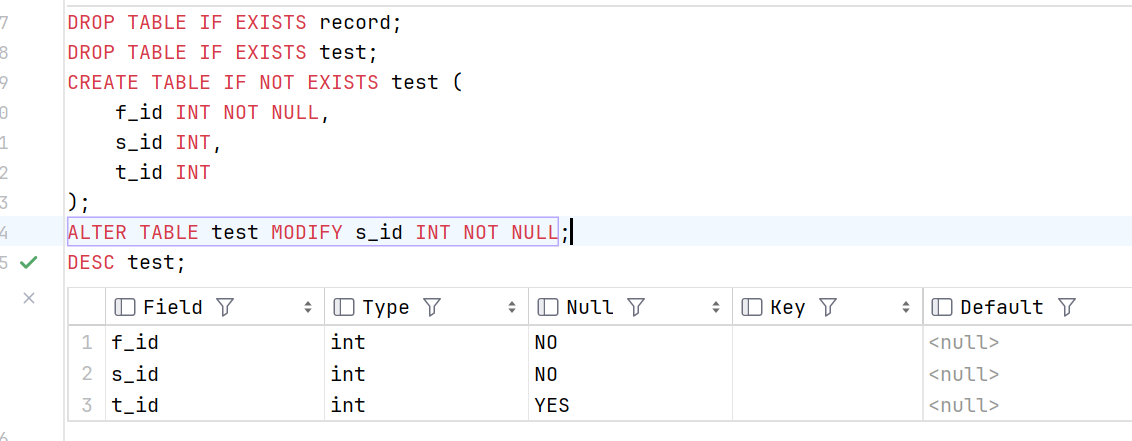 7 DROP TABLE IF EXISTS record;
8 DROP TABLE IF EXISTS test;
9 CREATE TABLE IF NOT EXISTS test (
0 f_id INT NOT NULL,
1 s_id INT,
2 t_id INT
3 );
4 ALTER TABLE test MODIFY s_id INT NOT NULL;
5 DESC test;
Field Type Null Key Default
1 f_id int NO <null>
2 s_id int NO <null>
3 t_id int YES <null>
6